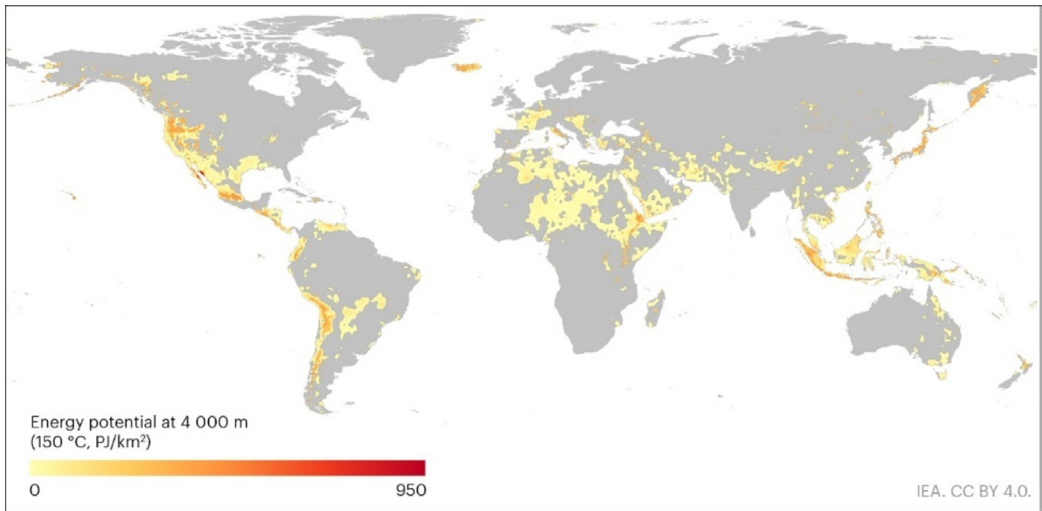 Energy potential at 4 000 m
(150 °C, PJ/km²)
0 950
IEA. CC BY 4.0.